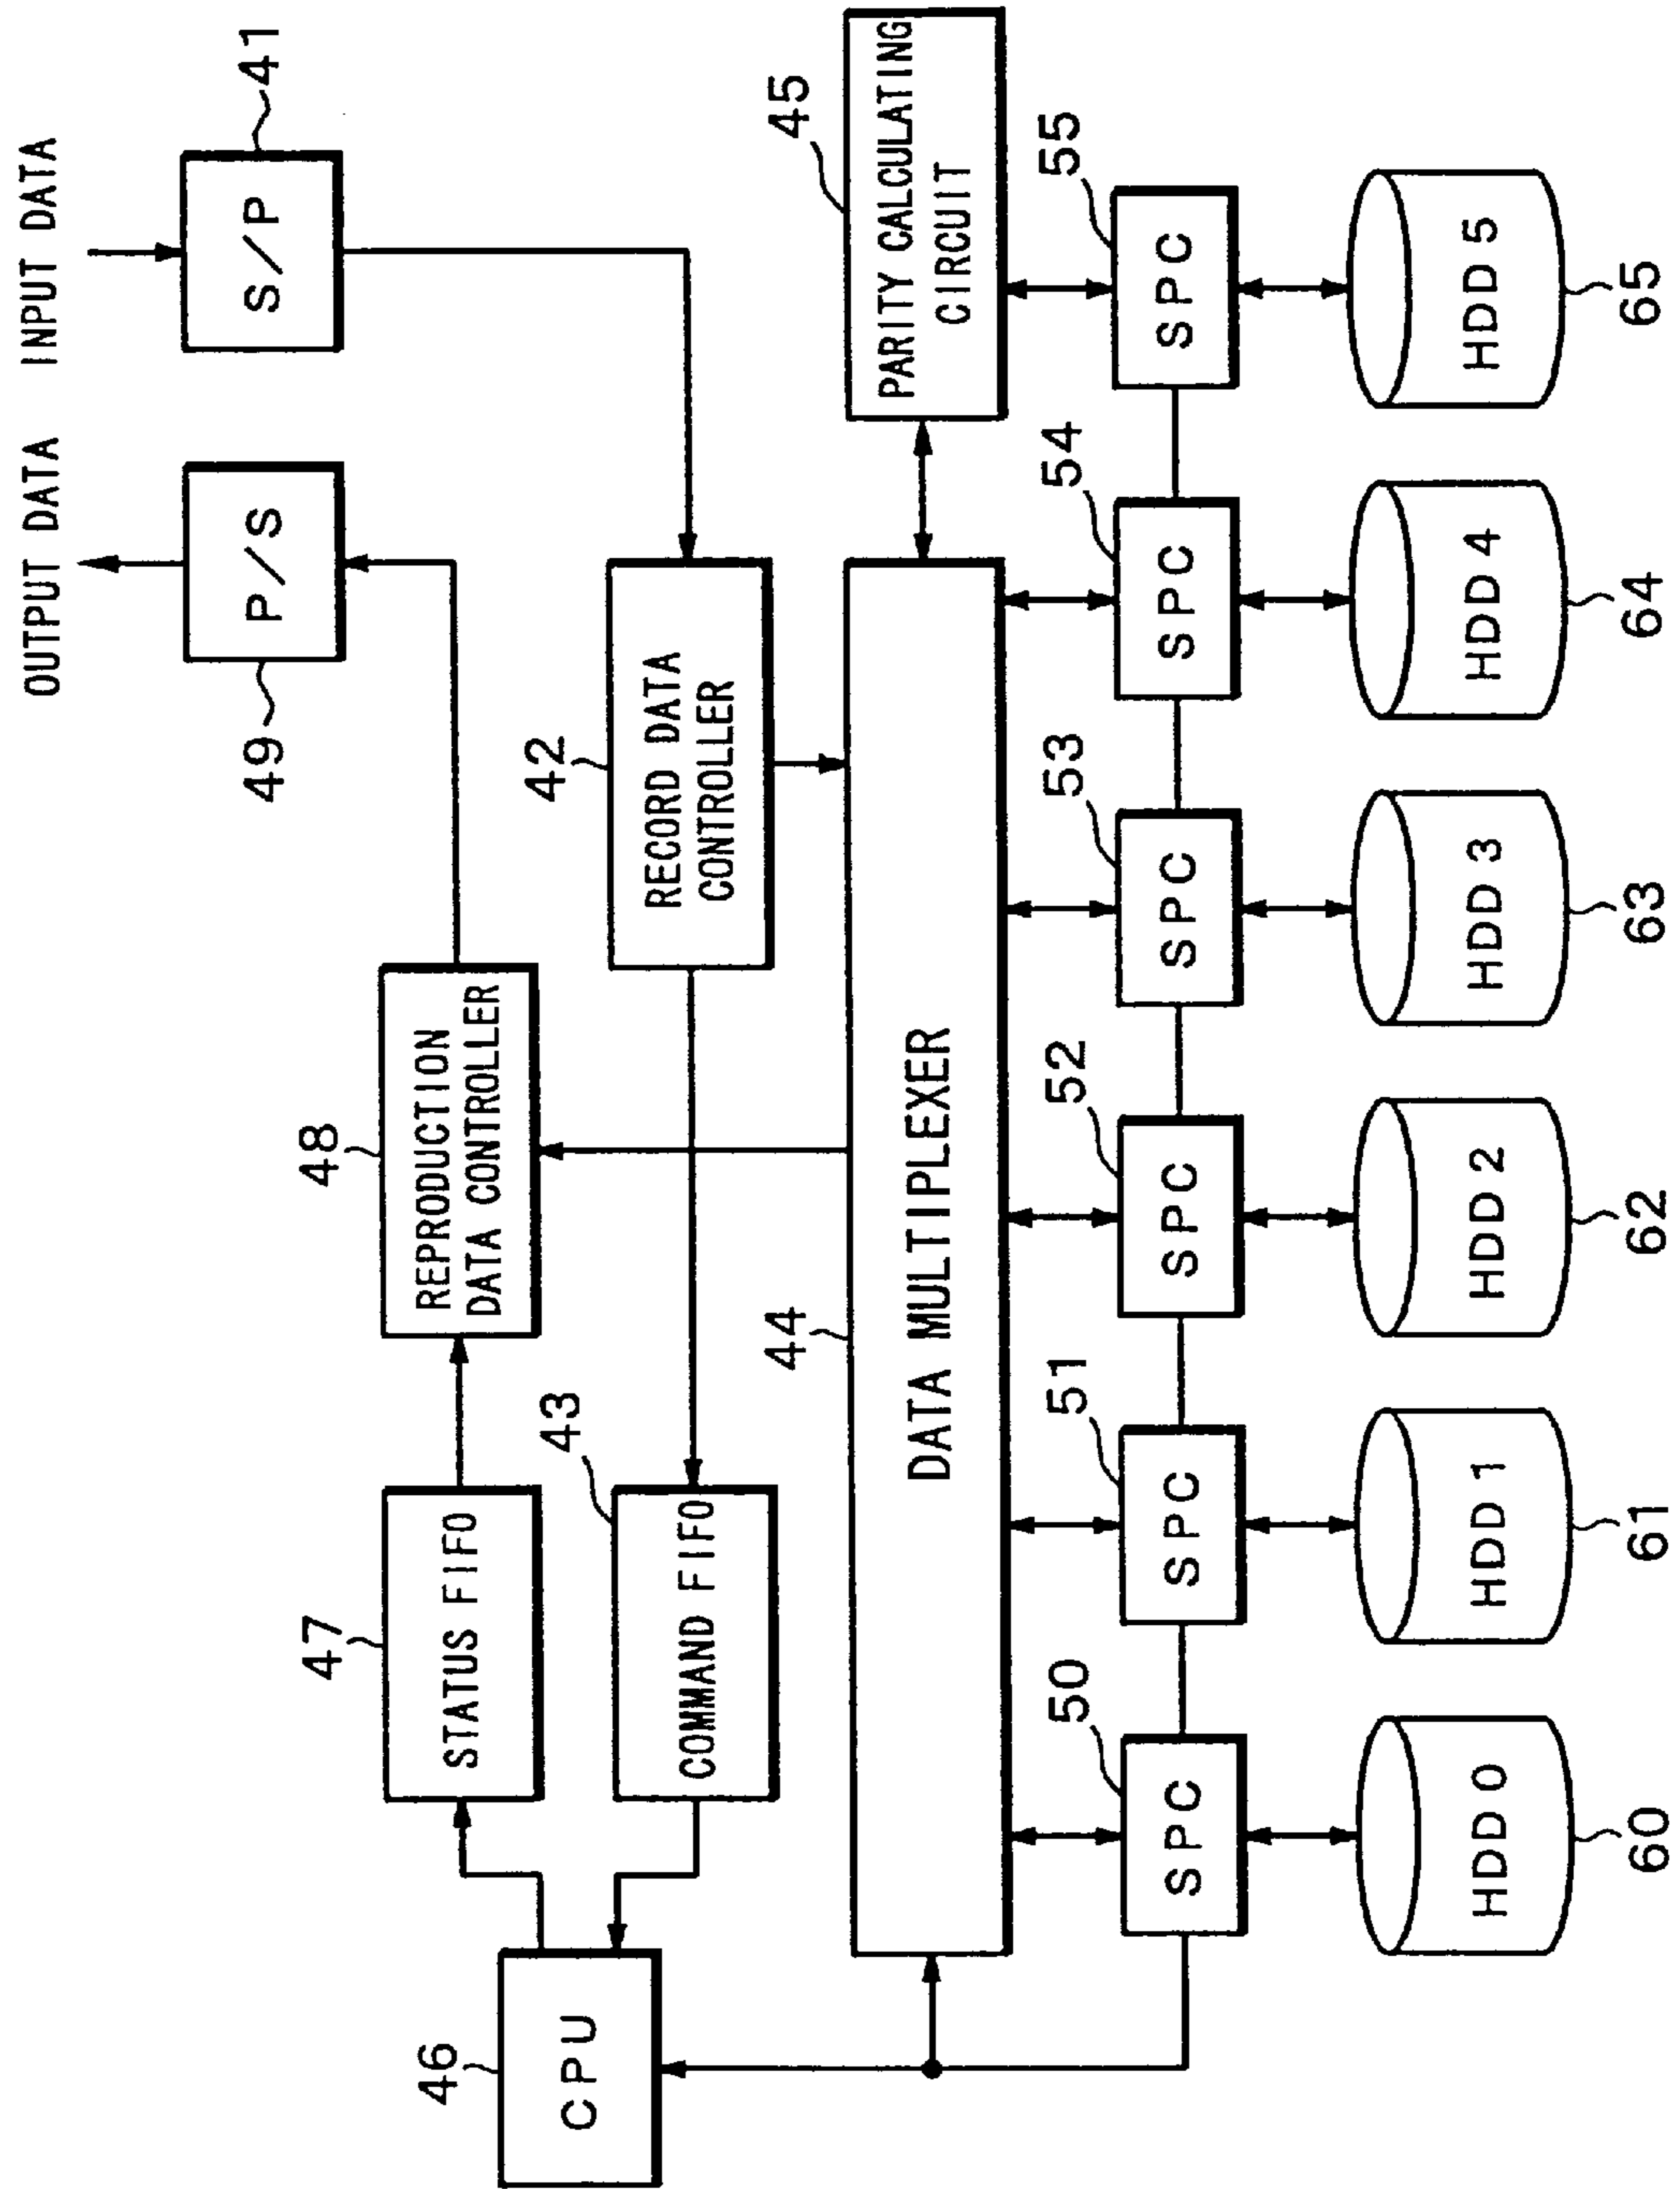 OUTPUT DATA
INPUT DATA
49
P/S
S/P
41
47
STATUS FIFO
48
REPRODUCTION
DATA CONTROLLER
46
CPU
43
COMMAND FIFO
42
RECORD DATA
CONTROLLER
44
DATA MULTIPLEXER
45
PARITY CALCULATING
CIRCUIT
50
51
52
53
54
55
SPC
SPC
SPC
SPC
SPC
SPC
HDD 0
HDD 1
HDD 2
HDD 3
HDD 4
HDD 5
60
61
62
63
64
65